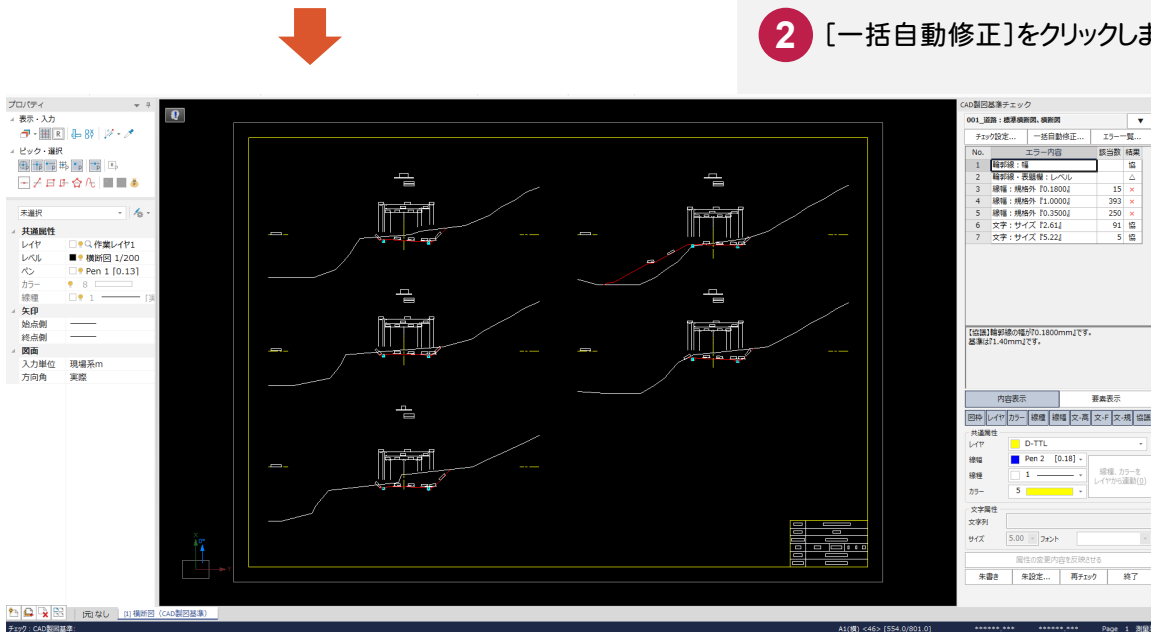 2 [一括自動修正]をクリックしま
プロパティ
表示・入力
ピック・選択
未選択
共通属性
レイヤ 作業レイヤ1
レベル 横断図 1/200
ペン Pen 1 [0.13]
カラー 8
線種 1
矢印
始点側
終点側
図面
入力単位 現場系m
方向角 実際
CAD製図基準チェック
001_道路:標準横断図、横断図
チェック設定... 一括自動修正... エラー一覧...
No. エラー内容 該当数 結果
1 輪郭線:幅 協
2 輪郭線・表題欄:レベル △
3 線幅:規格外『0.1800』 15 ×
4 線幅:規格外『1.0000』 393 ×
5 線幅:規格外『0.3500』 250 ×
6 文字:サイズ『2.61』 91 協
7 文字:サイズ『5.22』 5 協
【協議】輪郭線の幅が『0.1800mm』です。
基準は『1.40mm』です。
内容表示 要素表示
図枠 レイヤ カラー 線種 線幅 文-高 文-F 文-規 協議
共通属性
レイヤ D-TTL
線幅 Pen 2 [0.18]
線種 1
カラー 5
線種、カラーを
レイヤから連動(D)
文字属性
文字列
サイズ 5.00 フォント
属性の変更内容を反映させる
朱書き 朱設定... 再チェック 終了
[元]なし [1] 横断図 (CAD製図基準)
チェック:CAD製図基準:
A1(横) <46> [554.0/801.0] ******.*** ******.*** Page 1 測量